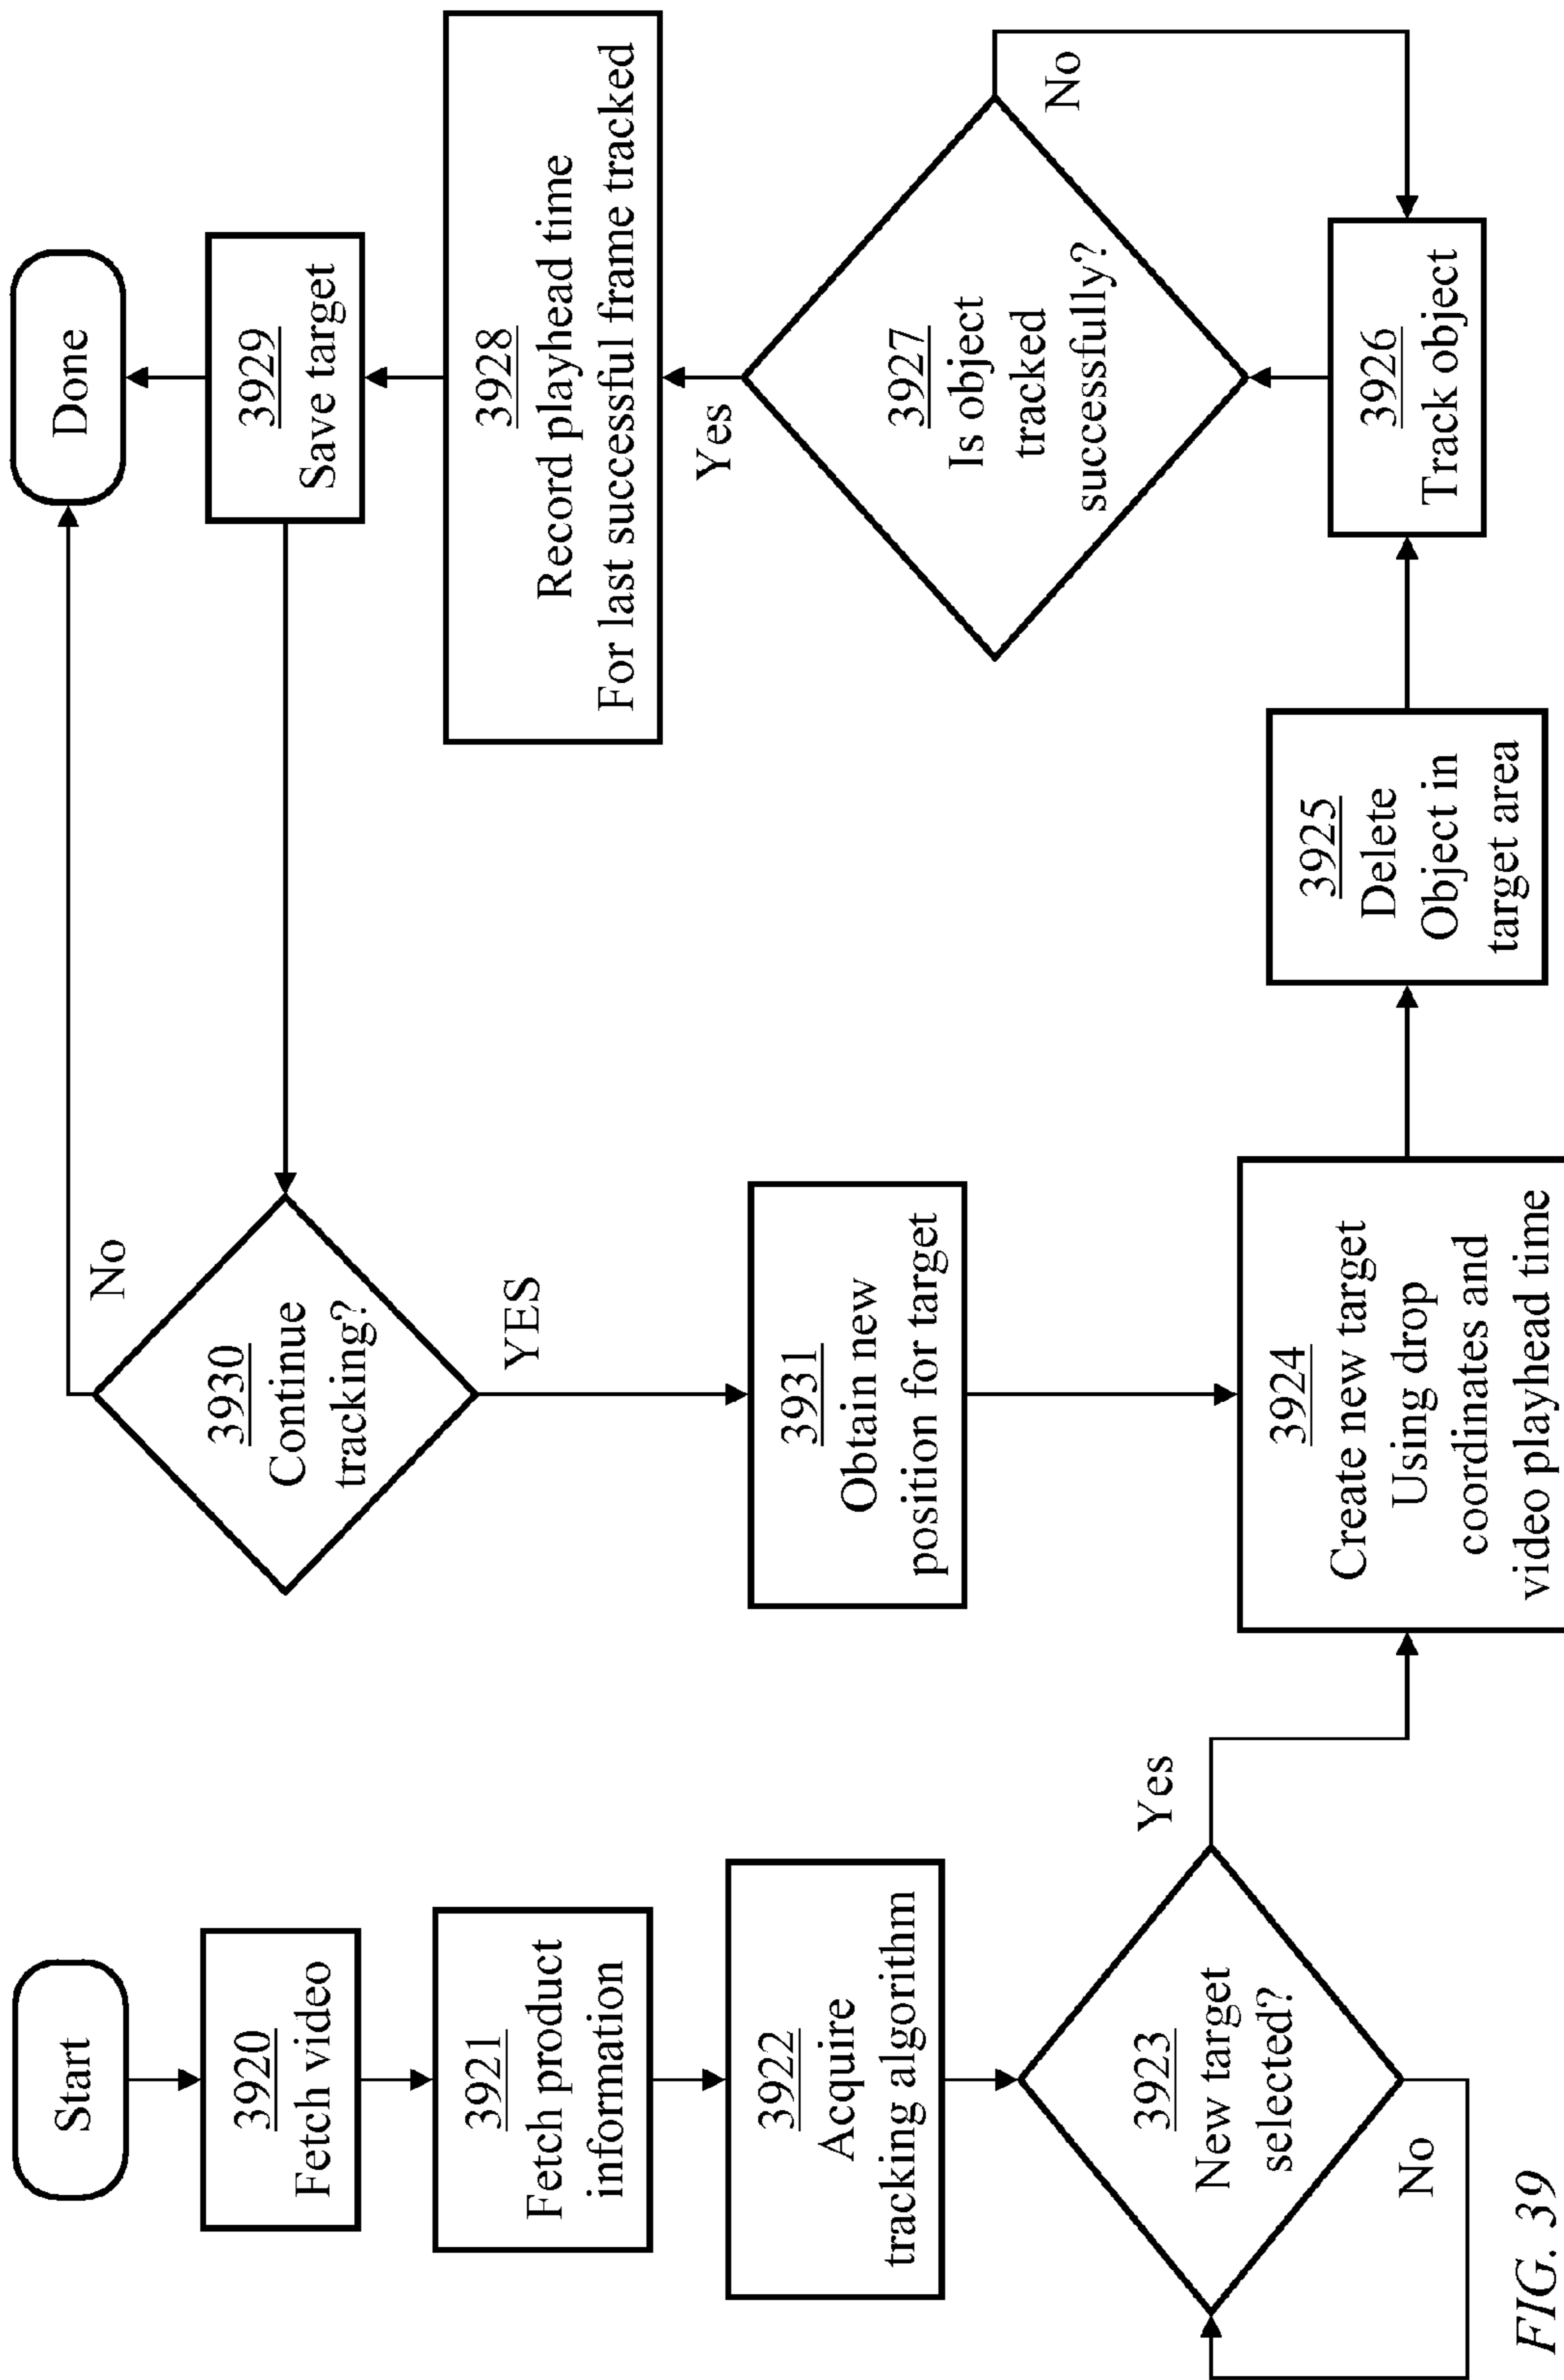 Start
3920
Fetch video
3921
Fetch product
information
3922
Acquire
tracking algorithm
3923
New target
selected?
No
Yes
3930
Continue
tracking?
No
YES
3931
Obtain new
position for target
3924
Create new target
Using drop
coordinates and
video playhead time
3925
Delete
Object in
target area
3926
Track object
3927
Is object
tracked
successfully?
No
Yes
3928
Record playhead time
For last successful frame tracked
3929
Save target
Done
FIG. 39